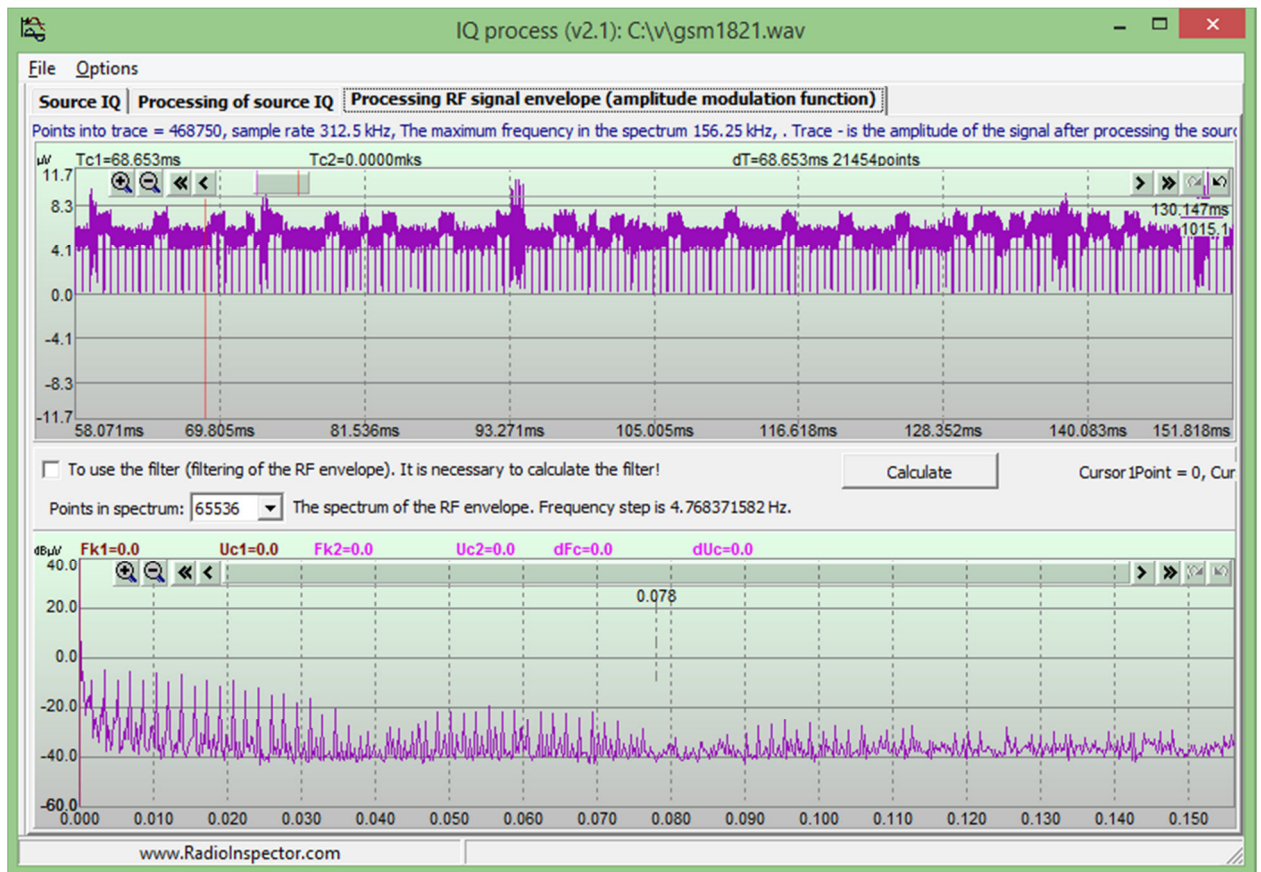 IQ process (v2.1): C:\v\gsm1821.wav
File Options
Source IQ Processing of source IQ Processing RF signal envelope (amplitude modulation function)
Points into trace = 468750, sample rate 312.5 kHz, The maximum frequency in the spectrum 156.25 kHz, . Trace - is the amplitude of the signal after processing the sour
µV Tc1=68.653ms Tc2=0.0000mks dT=68.653ms 21454points
11.7
8.3
130.147ms
1015.1
4.1
0.0
-4.1
-8.3
-11.7
58.071ms 69.805ms 81.536ms 93.271ms 105.005ms 116.618ms 128.352ms 140.083ms 151.818ms
To use the filter (filtering of the RF envelope). It is necessary to calculate the filter! Calculate Cursor1Point = 0, Cur
Points in spectrum: 65536 The spectrum of the RF envelope. Frequency step is 4.768371582 Hz.
dBµV Fk1=0.0 Uc1=0.0 Fk2=0.0 Uc2=0.0 dFc=0.0 dUc=0.0
40.0
0.078
20.0
0.0
-20.0
-40.0
-60.0
0.000 0.010 0.020 0.030 0.040 0.050 0.060 0.070 0.080 0.090 0.100 0.110 0.120 0.130 0.140 0.150
www.RadioInspector.com